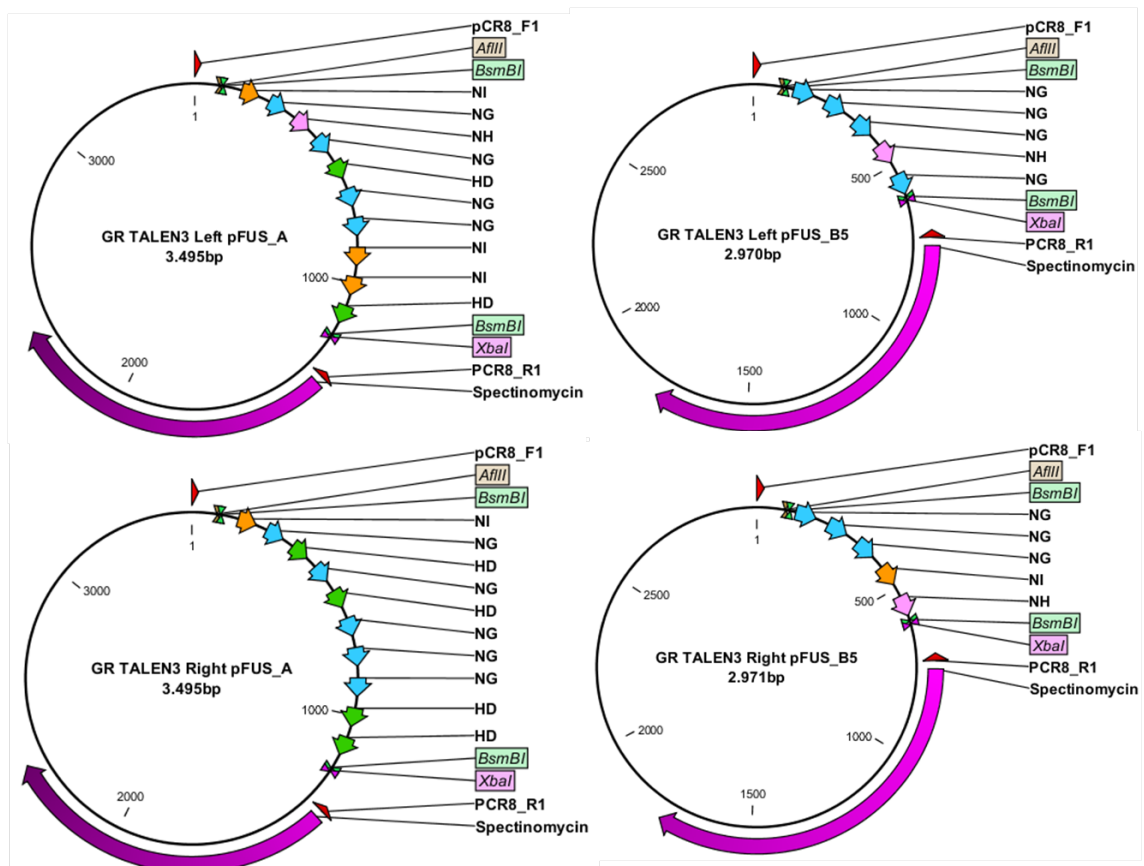 pCR8_F1
AflII
BsmBI
NI
NG
NH
NG
HD
NG
NG
NI
NI
HD
BsmBI
XbaI
PCR8_R1
Spectinomycin
1
1000
2000
3000
GR TALEN3 Left pFUS_A
3.495bp
pCR8_F1
AflII
BsmBI
NG
NG
NG
NH
NG
BsmBI
XbaI
PCR8_R1
Spectinomycin
1
500
1000
1500
2000
2500
GR TALEN3 Left pFUS_B5
2.970bp
pCR8_F1
AflII
BsmBI
NI
NG
HD
NG
HD
NG
NG
NG
HD
HD
BsmBI
XbaI
PCR8_R1
Spectinomycin
1
1000
2000
3000
GR TALEN3 Right pFUS_A
3.495bp
pCR8_F1
AflII
BsmBI
NG
NG
NG
NI
NH
BsmBI
XbaI
PCR8_R1
Spectinomycin
1
500
1000
1500
2000
2500
GR TALEN3 Right pFUS_B5
2.971bp